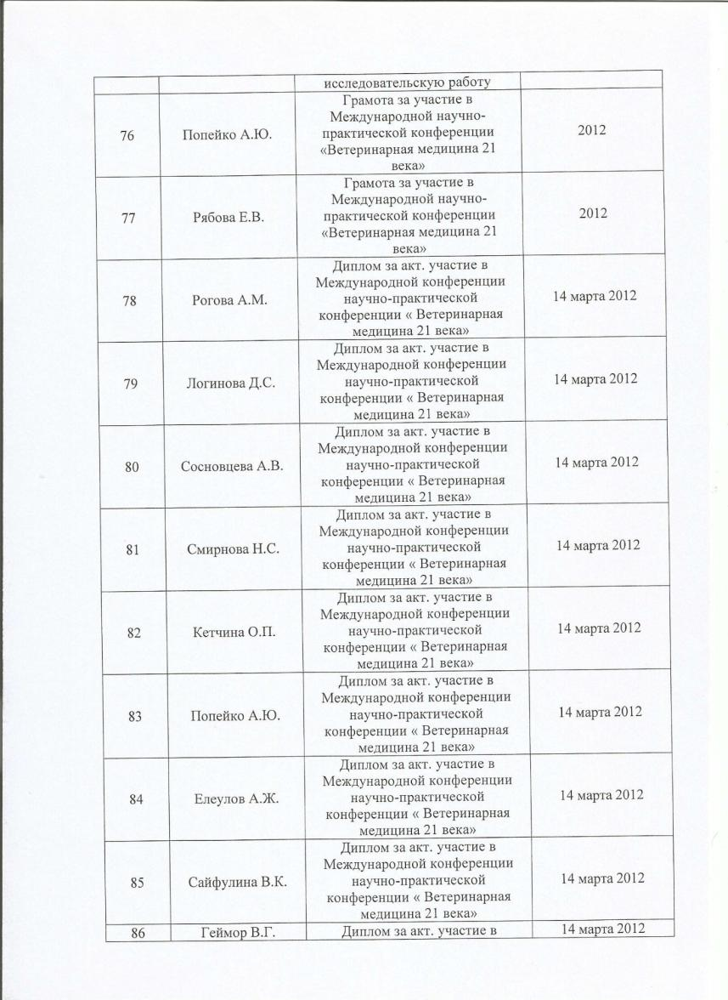 исследовательскую работу
76 Попейко А.Ю. Грамота за участие в
Международной научно-
практической конференции
«Ветеринарная медицина 21
века» 2012
77 Рябова Е.В. Грамота за участие в
Международной научно-
практической конференции
«Ветеринарная медицина 21
века» 2012
78 Рогова А.М. Диплом за акт. участие в
Международной конференции
научно-практической
конференции « Ветеринарная
медицина 21 века» 14 марта 2012
79 Логинова Д.С. Диплом за акт. участие в
Международной конференции
научно-практической
конференции « Ветеринарная
медицина 21 века» 14 марта 2012
80 Сосновцева А.В. Диплом за акт. участие в
Международной конференции
научно-практической
конференции « Ветеринарная
медицина 21 века» 14 марта 2012
81 Смирнова Н.С. Диплом за акт. участие в
Международной конференции
научно-практической
конференции « Ветеринарная
медицина 21 века» 14 марта 2012
82 Кетчина О.П. Диплом за акт. участие в
Международной конференции
научно-практической
конференции « Ветеринарная
медицина 21 века» 14 марта 2012
83 Попейко А.Ю. Диплом за акт. участие в
Международной конференции
научно-практической
конференции « Ветеринарная
медицина 21 века» 14 марта 2012
84 Елеулов А.Ж. Диплом за акт. участие в
Международной конференции
научно-практической
конференции « Ветеринарная
медицина 21 века» 14 марта 2012
85 Сайфулина В.К. Диплом за акт. участие в
Международной конференции
научно-практической
конференции « Ветеринарная
медицина 21 века» 14 марта 2012
86 Геймор В.Г. Диплом за акт. участие в 14 марта 2012